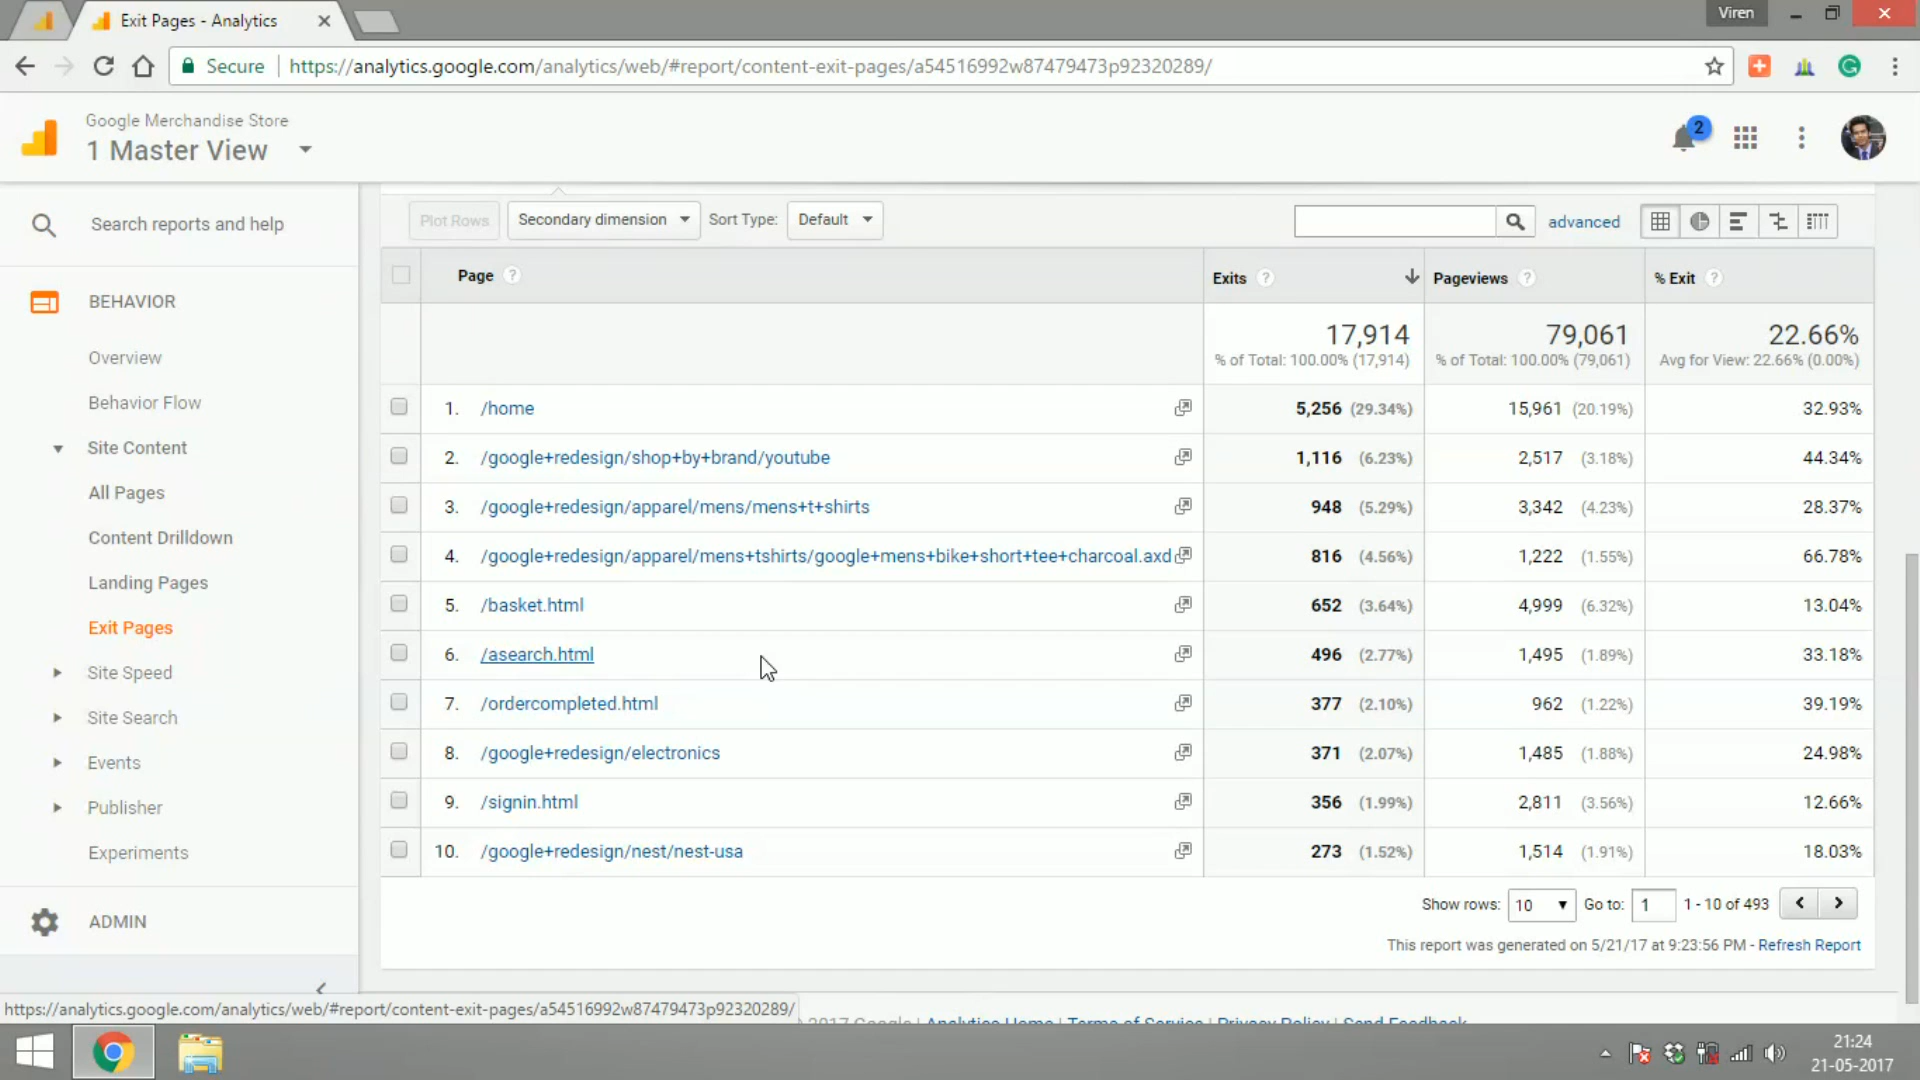 Exit Pages - Analytics
Viren
Secure https://analytics.google.com/analytics/web/#report/content-exit-pages/a54516992w87479473p92320289/
Google Merchandise Store
1 Master View
2
Search reports and help
BEHAVIOR
Overview
Behavior Flow
Site Content
All Pages
Content Drilldown
Landing Pages
Exit Pages
Site Speed
Site Search
Events
Publisher
Experiments
ADMIN
Plot Rows Secondary dimension Sort Type: Default advanced
Page ? Exits ? Pageviews ? % Exit ?
17,914 79,061 22.66%
% of Total: 100.00% (17,914) % of Total: 100.00% (79,061) Avg for View: 22.66% (0.00%)
1. /home 5,256 (29.34%) 15,961 (20.19%) 32.93%
2. /google+redesign/shop+by+brand/youtube 1,116 (6.23%) 2,517 (3.18%) 44.34%
3. /google+redesign/apparel/mens/mens+t+shirts 948 (5.29%) 3,342 (4.23%) 28.37%
4. /google+redesign/apparel/mens+tshirts/google+mens+bike+short+tee+charcoal.axd 816 (4.56%) 1,222 (1.55%) 66.78%
5. /basket.html 652 (3.64%) 4,999 (6.32%) 13.04%
6. /asearch.html 496 (2.77%) 1,495 (1.89%) 33.18%
7. /ordercompleted.html 377 (2.10%) 962 (1.22%) 39.19%
8. /google+redesign/electronics 371 (2.07%) 1,485 (1.88%) 24.98%
9. /signin.html 356 (1.99%) 2,811 (3.56%) 12.66%
10. /google+redesign/nest/nest-usa 273 (1.52%) 1,514 (1.91%) 18.03%
Show rows: 10 Go to: 1 1 - 10 of 493
This report was generated on 5/21/17 at 9:23:56 PM - Refresh Report
https://analytics.google.com/analytics/web/#report/content-exit-pages/a54516992w87479473p92320289/
2017 Google | Analytics Home | Terms of Service | Privacy Policy | Send Feedback
21:24
21-05-2017